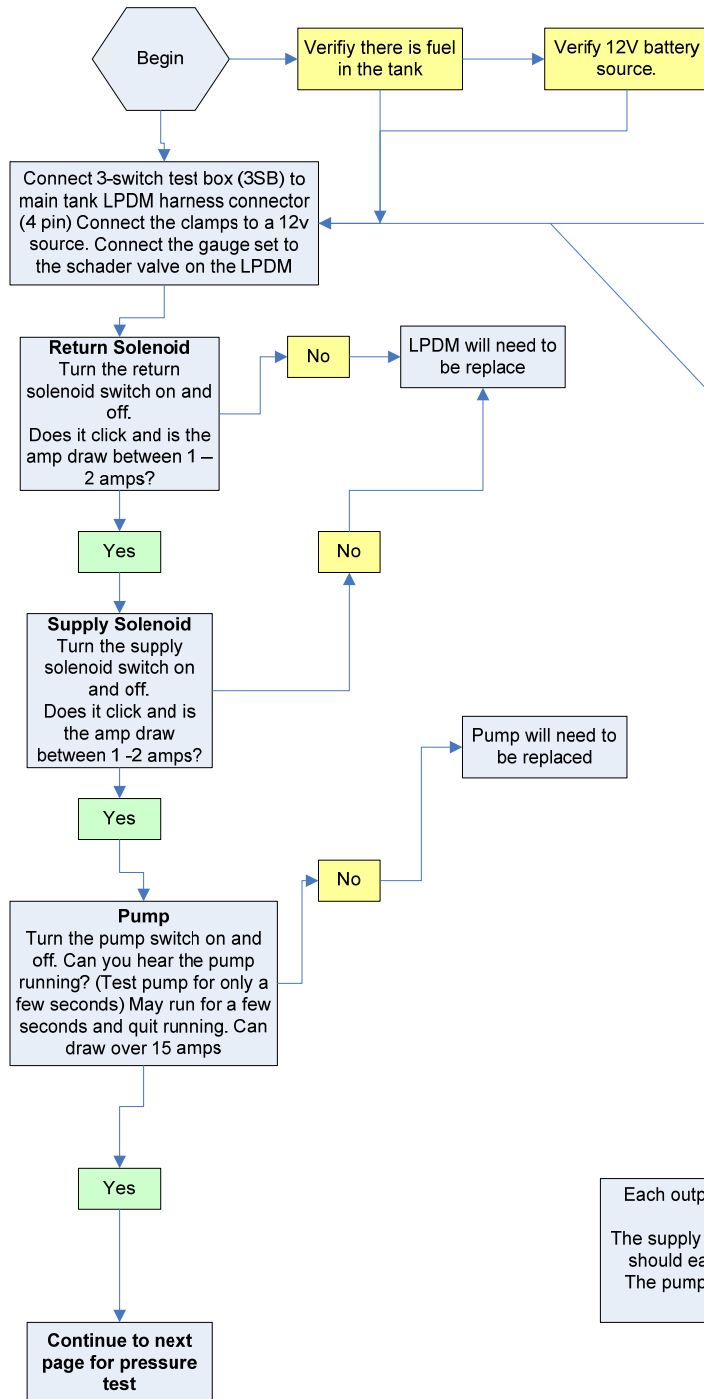 Begin
Verifiy there is fuel
in the tank
Verify 12V battery
source.
Connect 3-switch test box (3SB) to
main tank LPDM harness connector
(4 pin) Connect the clamps to a 12v
source. Connect the gauge set to
the schader valve on the LPDM
Return Solenoid
Turn the return
solenoid switch on and
off.
Does it click and is the
amp draw between 1 –
2 amps?
No
LPDM will need to
be replace
Yes
No
Supply Solenoid
Turn the supply
solenoid switch on
and off.
Does it click and is
the amp draw
between 1 -2 amps?
Pump will need to
be replaced
Yes
No
Pump
Turn the pump switch on and
off. Can you hear the pump
running? (Test pump for only a
few seconds) May run for a few
seconds and quit running. Can
draw over 15 amps
Yes
Each outp
The supply
should ea
The pump
Continue to next
page for pressure
test